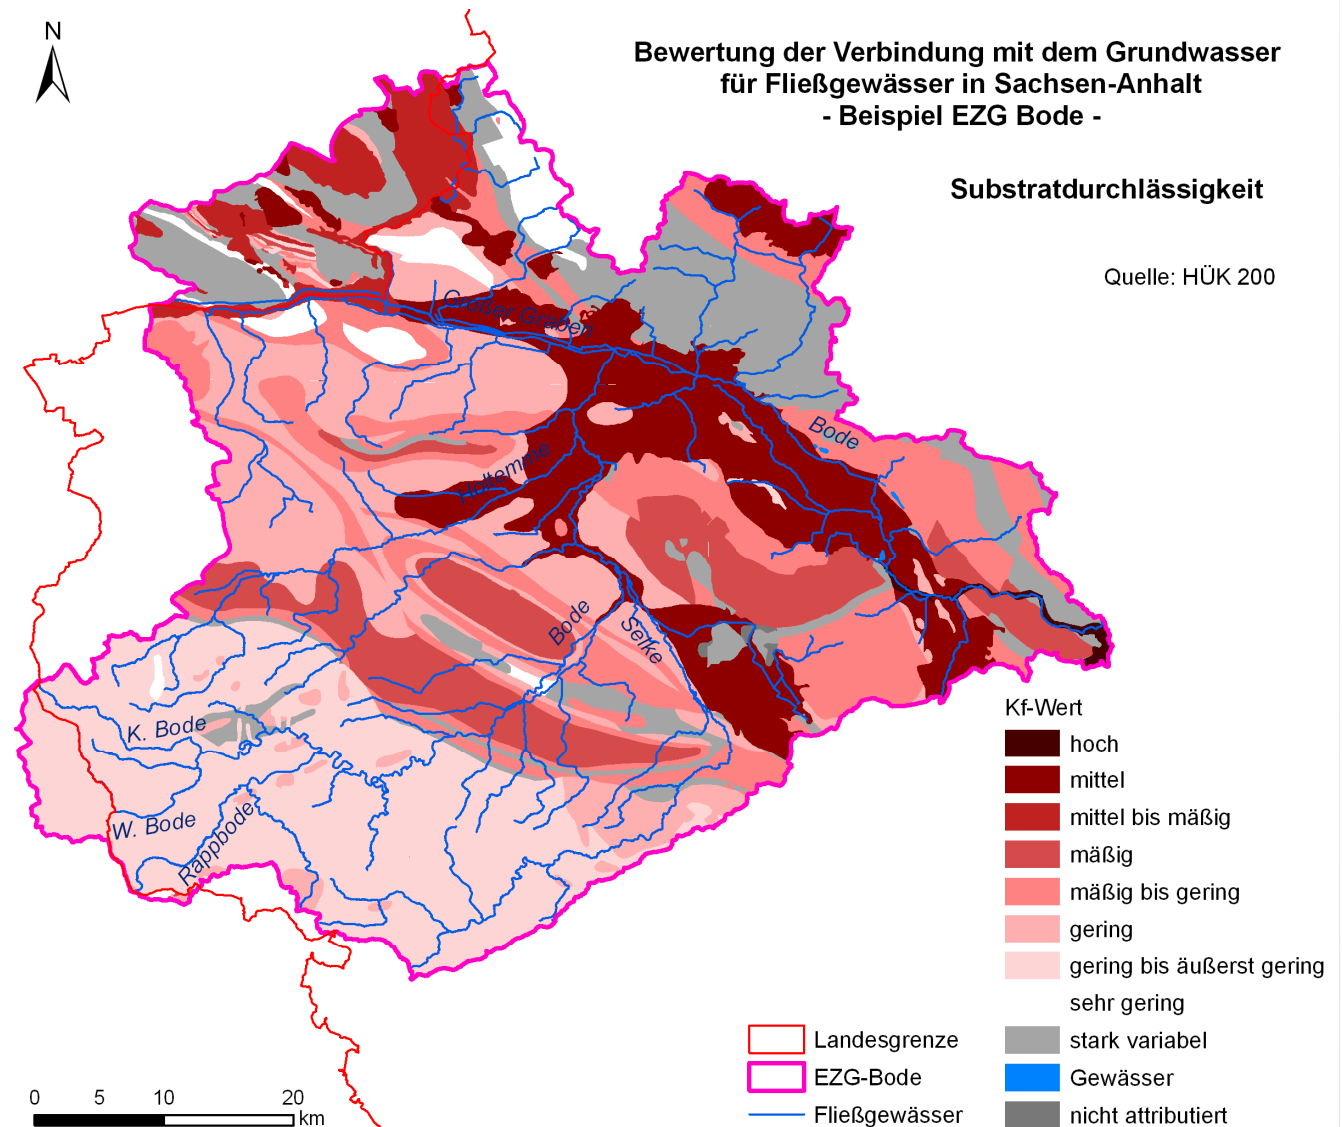 N
Bewertung der Verbindung mit dem Grundwasser
für Fließgewässer in Sachsen-Anhalt
- Beispiel EZG Bode -
Substratdurchlässigkeit
Quelle: HÜK 200
Großer Graben
Bode
Holtemme
Bode
Selke
K. Bode
W. Bode
Rappbode
Kf-Wert
hoch
mittel
mittel bis mäßig
mäßig
mäßig bis gering
gering
gering bis äußerst gering
sehr gering
stark variabel
Gewässer
nicht attributiert
Landesgrenze
EZG-Bode
Fließgewässer
0 5 10 20
km